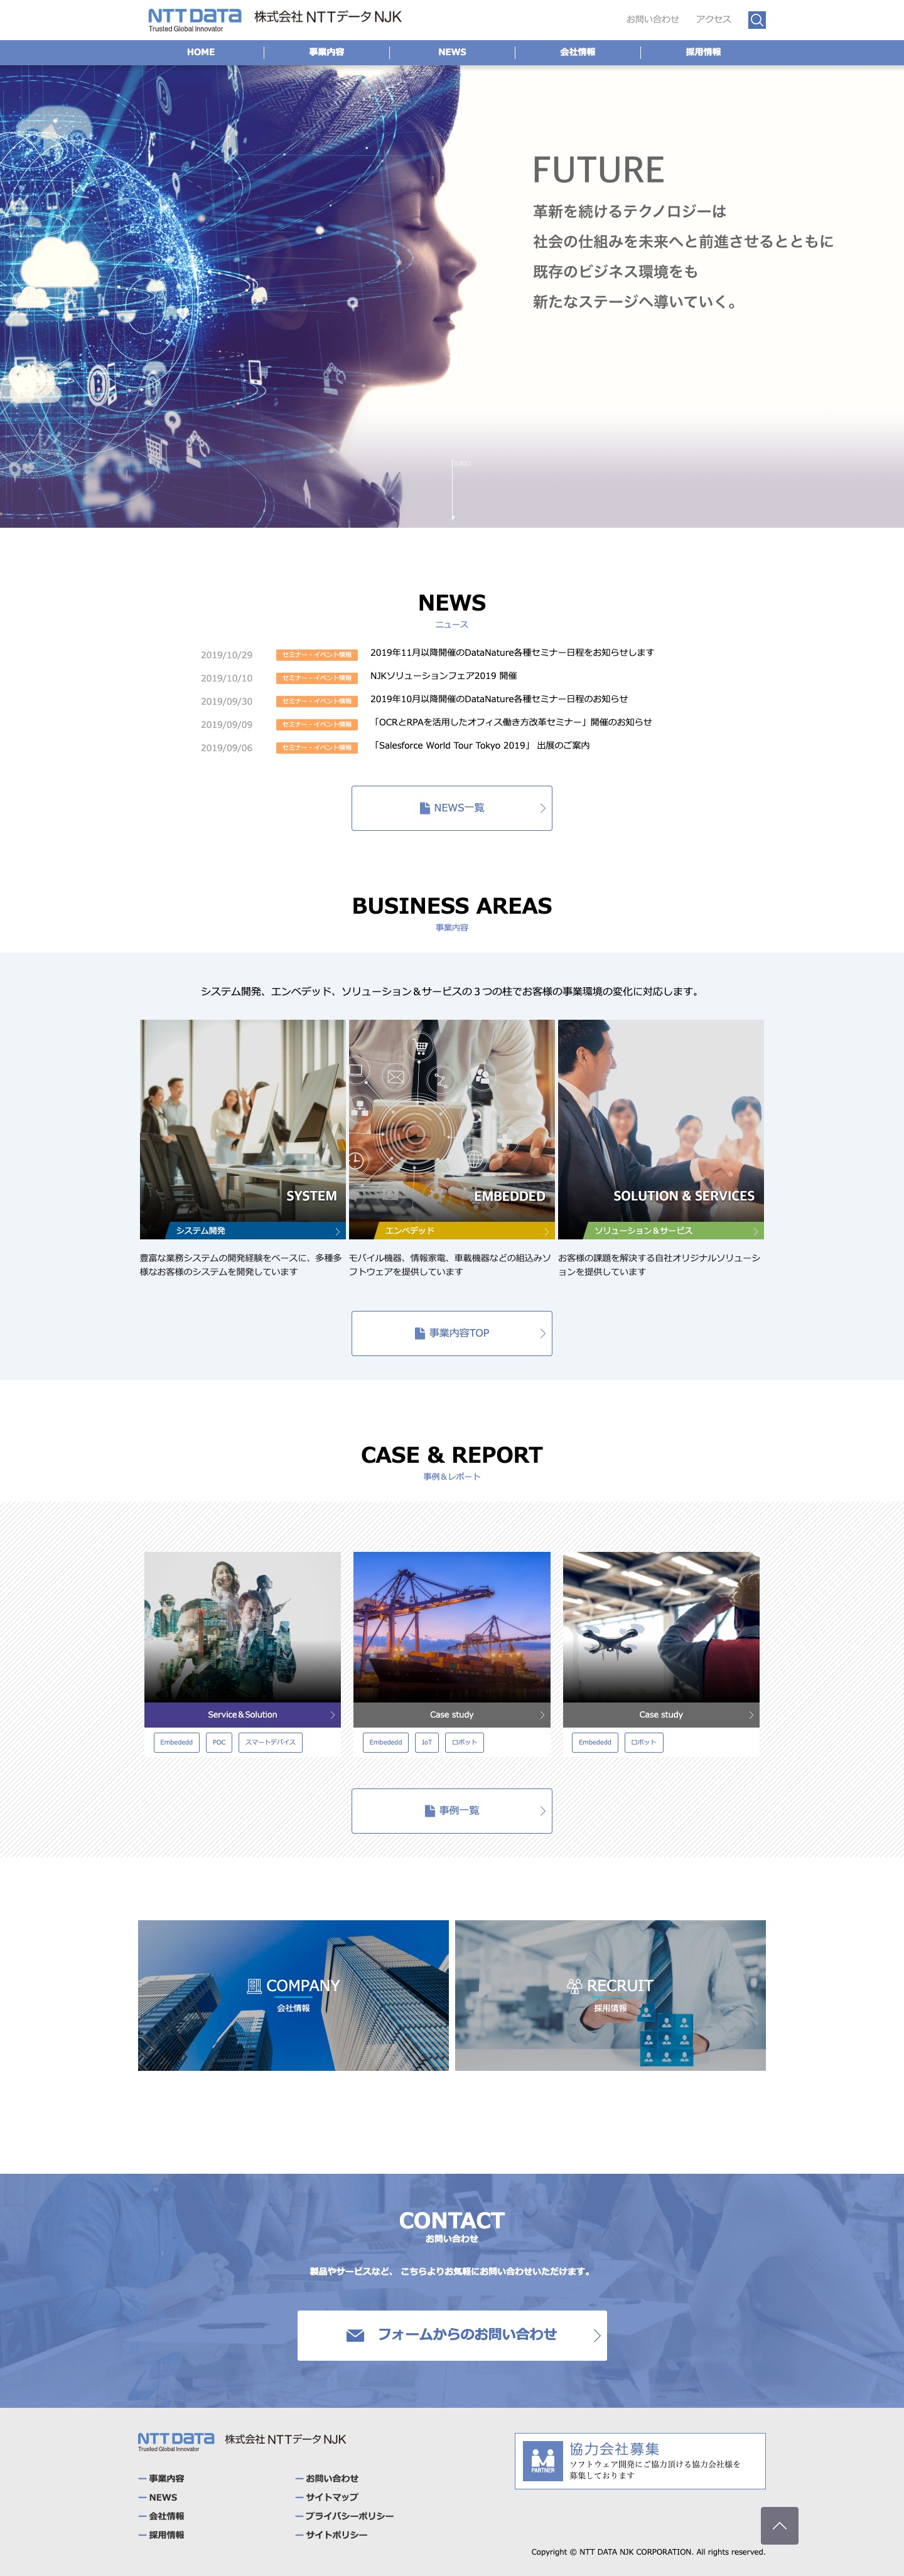 NTT DATA
Trusted Global Innovator
株式会社 NTTデータ NJK
お問い合わせ
アクセス
HOME
事業内容
NEWS
会社情報
採用情報
FUTURE
革新を続けるテクノロジーは
社会の仕組みを未来へと前進させるとともに
既存のビジネス環境をも
新たなステージへ導いていく。
NEWS
ニュース
2019/10/29 セミナー・イベント情報 2019年11月以降開催のDataNature各種セミナー日程をお知らせします
2019/10/10 セミナー・イベント情報 NJKソリューションフェア2019 開催
2019/09/30 セミナー・イベント情報 2019年10月以降開催のDataNature各種セミナー日程のお知らせ
2019/09/09 セミナー・イベント情報 「OCRとRPAを活用したオフィス働き方改革セミナー」開催のお知らせ
2019/09/06 セミナー・イベント情報 「Salesforce World Tour Tokyo 2019」 出展のご案内
NEWS一覧
BUSINESS AREAS
事業内容
システム開発、エンベデッド、ソリューション＆サービスの３つの柱でお客様の事業環境の変化に対応します。
SYSTEM
システム開発
豊富な業務システムの開発経験をベースに、多種多
様なお客様のシステムを開発しています
EMBEDDED
エンベデッド
モバイル機器、情報家電、車載機器などの組込みソ
フトウェアを提供しています
SOLUTION & SERVICES
ソリューション＆サービス
お客様の課題を解決する自社オリジナルソリューシ
ョンを提供しています
事業内容TOP
CASE & REPORT
事例＆レポート
Service＆Solution
Embededd
POC
スマートデバイス
Case study
Embededd
IoT
ロボット
Case study
Embededd
ロボット
事例一覧
COMPANY
会社情報
RECRUIT
採用情報
CONTACT
お問い合わせ
製品やサービスなど、 こちらよりお気軽にお問い合わせいただけます。
フォームからのお問い合わせ
NTT DATA
Trusted Global Innovator
株式会社 NTTデータ NJK
事業内容
NEWS
会社情報
採用情報
お問い合わせ
サイトマップ
プライバシーポリシー
サイトポリシー
PARTNER
協力会社募集
ソフトウェア開発にご協力頂ける協力会社様を
募集しております
Copyright © NTT DATA NJK CORPORATION. All rights reserved.